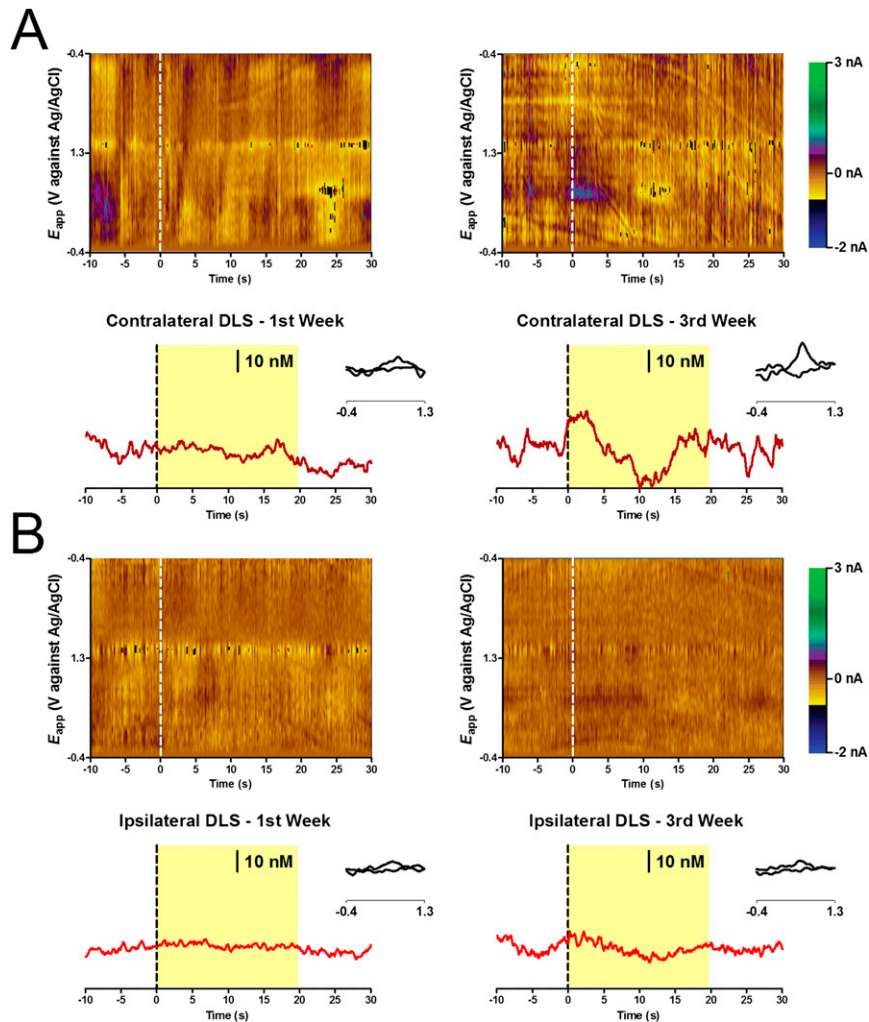 A
-0.4
1.3
-0.4
E_app (V against Ag/AgCl)
-10 -5 0 5 10 15 20 25 30
Time (s)
-0.4
1.3
-0.4
E_app (V against Ag/AgCl)
-10 -5 0 5 10 15 20 25 30
Time (s)
3 nA
0 nA
-2 nA
Contralateral DLS - 1st Week
10 nM
-0.4 1.3
-10 -5 0 5 10 15 20 25 30
Time (s)
Contralateral DLS - 3rd Week
10 nM
-0.4 1.3
-10 -5 0 5 10 15 20 25 30
Time (s)
B
-0.4
1.3
-0.4
E_app (V against Ag/AgCl)
-10 -5 0 5 10 15 20 25 30
Time (s)
-0.4
1.3
-0.4
E_app (V against Ag/AgCl)
-10 -5 0 5 10 15 20 25 30
Time (s)
3 nA
0 nA
-2 nA
Ipsilateral DLS - 1st Week
10 nM
-0.4 1.3
-10 -5 0 5 10 15 20 25 30
Time (s)
Ipsilateral DLS - 3rd Week
10 nM
-0.4 1.3
-10 -5 0 5 10 15 20 25 30
Time (s)